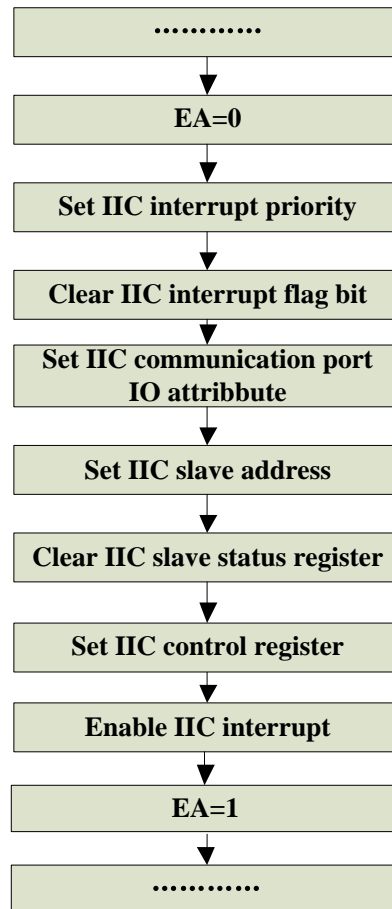 ••••••••••••
EA=0
Set IIC interrupt priority
Clear IIC interrupt flag bit
Set IIC communication port
IO attribbute
Set IIC slave address
Clear IIC slave status register
Set IIC control register
Enable IIC interrupt
EA=1
••••••••••••